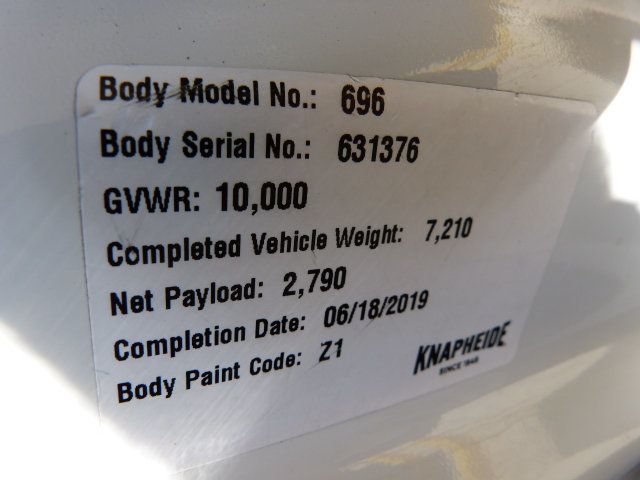 Body Model No.: 696
Body Serial No.: 631376
GVWR: 10,000
Completed Vehicle Weight: 7,210
Net Payload: 2,790
Completion Date: 06/18/2019
Body Paint Code: Z1
KNAPHEIDE
SINCE 1848